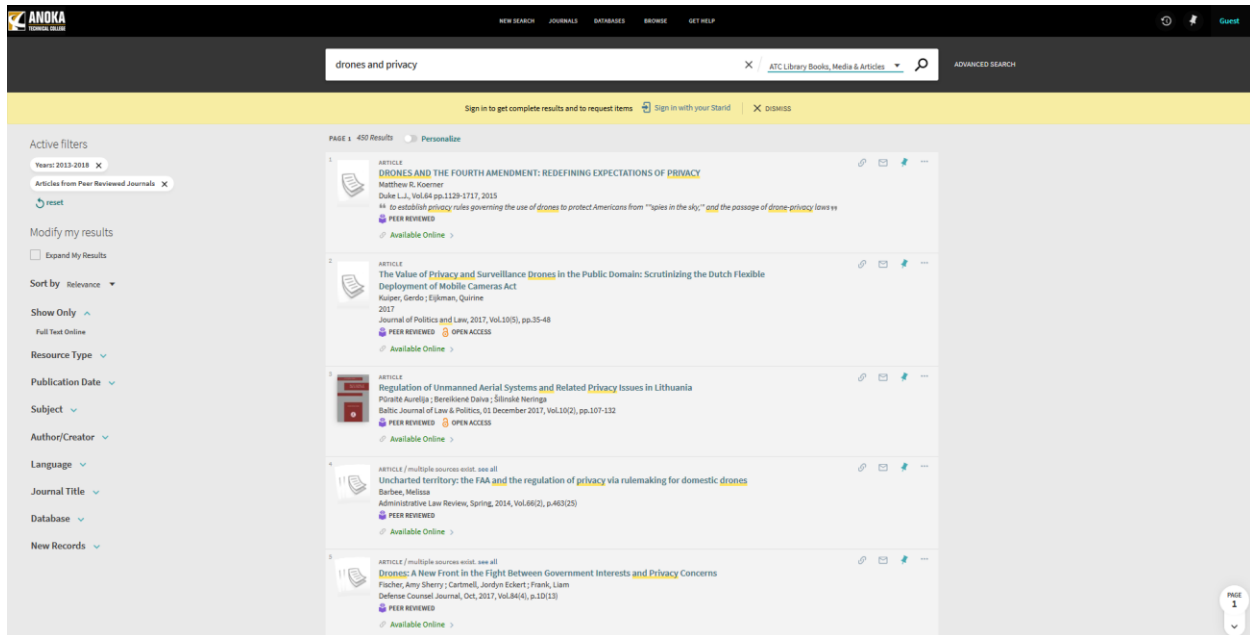 ANOKA
TECHNICAL COLLEGE
NEW SEARCH JOURNALS DATABASES BROWSE GET HELP
Guest
drones and privacy
ATC Library Books, Media & Articles
ADVANCED SEARCH
Sign in to get complete results and to request items Sign in with your Starid DISMISS
Active filters
Years: 2013-2018 X
Articles from Peer Reviewed Journals X
reset
Modify my results
Expand My Results
Sort by Relevance
Show Only
Full Text Online
Resource Type
Publication Date
Subject
Author/Creator
Language
Journal Title
Database
New Records
PAGE 1 450 Results Personalize
1
ARTICLE
DRONES AND THE FOURTH AMENDMENT: REDEFINING EXPECTATIONS OF PRIVACY
Matthew R. Koerner
Duke L.J., Vol.64 pp.1129-1717, 2015
“ to establish privacy rules governing the use of drones to protect Americans from ""spies in the sky,"" and the passage of drone-privacy laws ”
PEER REVIEWED
Available Online >
2
ARTICLE
The Value of Privacy and Surveillance Drones in the Public Domain: Scrutinizing the Dutch Flexible
Deployment of Mobile Cameras Act
Kuiper, Gerdo ; Eijkman, Quirine
2017
Journal of Politics and Law, 2017, Vol.10(5), pp.35-48
PEER REVIEWED OPEN ACCESS
Available Online >
3
ARTICLE
Regulation of Unmanned Aerial Systems and Related Privacy Issues in Lithuania
Pūraitė Aurelija ; Bereikienė Daiva ; Šilinskė Neringa
Baltic Journal of Law & Politics, 01 December 2017, Vol.10(2), pp.107-132
PEER REVIEWED OPEN ACCESS
Available Online >
4
ARTICLE / multiple sources exist. see all
Uncharted territory: the FAA and the regulation of privacy via rulemaking for domestic drones
Barbee, Melissa
Administrative Law Review, Spring, 2014, Vol.66(2), p.463(25)
PEER REVIEWED
Available Online >
5
ARTICLE / multiple sources exist. see all
Drones: A New Front in the Fight Between Government Interests and Privacy Concerns
Fischer, Amy Sherry ; Cartmell, Jordyn Eckert ; Frank, Liam
Defense Counsel Journal, Oct, 2017, Vol.84(4), p.1D(13)
PEER REVIEWED
Available Online >
PAGE
1